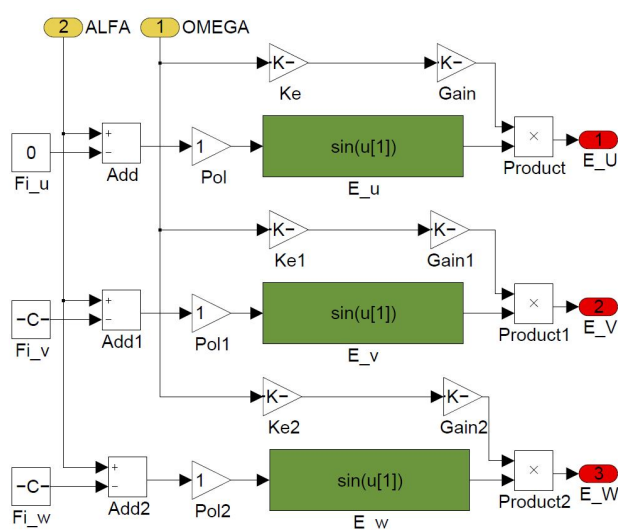 2 ALFA 1 OMEGA
K- K-
Ke Gain
+
0 − 1 sin(u[1]) × 1
Fi_u Add Pol E_u Product E_U
K- K-
Ke1 Gain1
+
-C- − 1 sin(u[1]) × 2
Fi_v Add1 Pol1 E_v Product1 E_V
K- K-
Ke2 Gain2
+
-C- − 1 sin(u[1]) × 3
Fi_w Add2 Pol2 E_w Product2 E_W